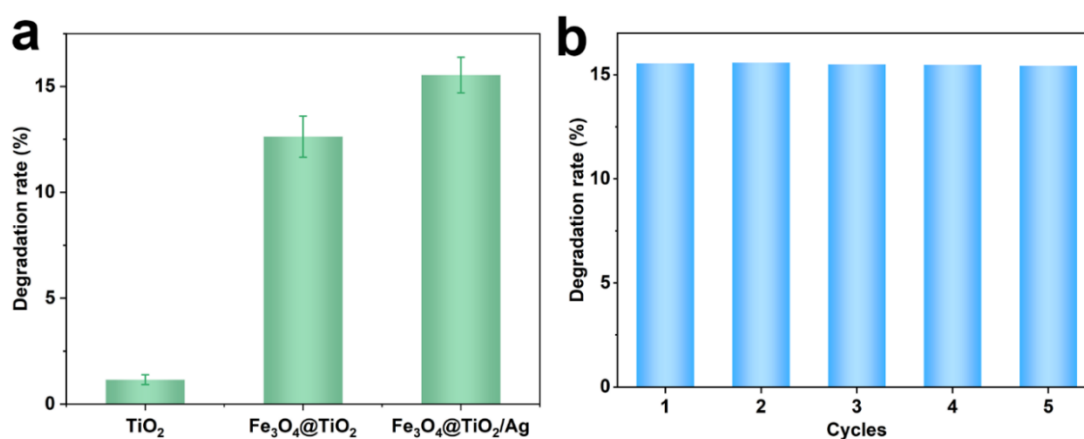 a
Degradation rate (%)
15
10
5
0
TiO₂
Fe₃O₄@TiO₂
Fe₃O₄@TiO₂/Ag
b
Degradation rate (%)
15
10
5
0
1 2 3 4 5
Cycles